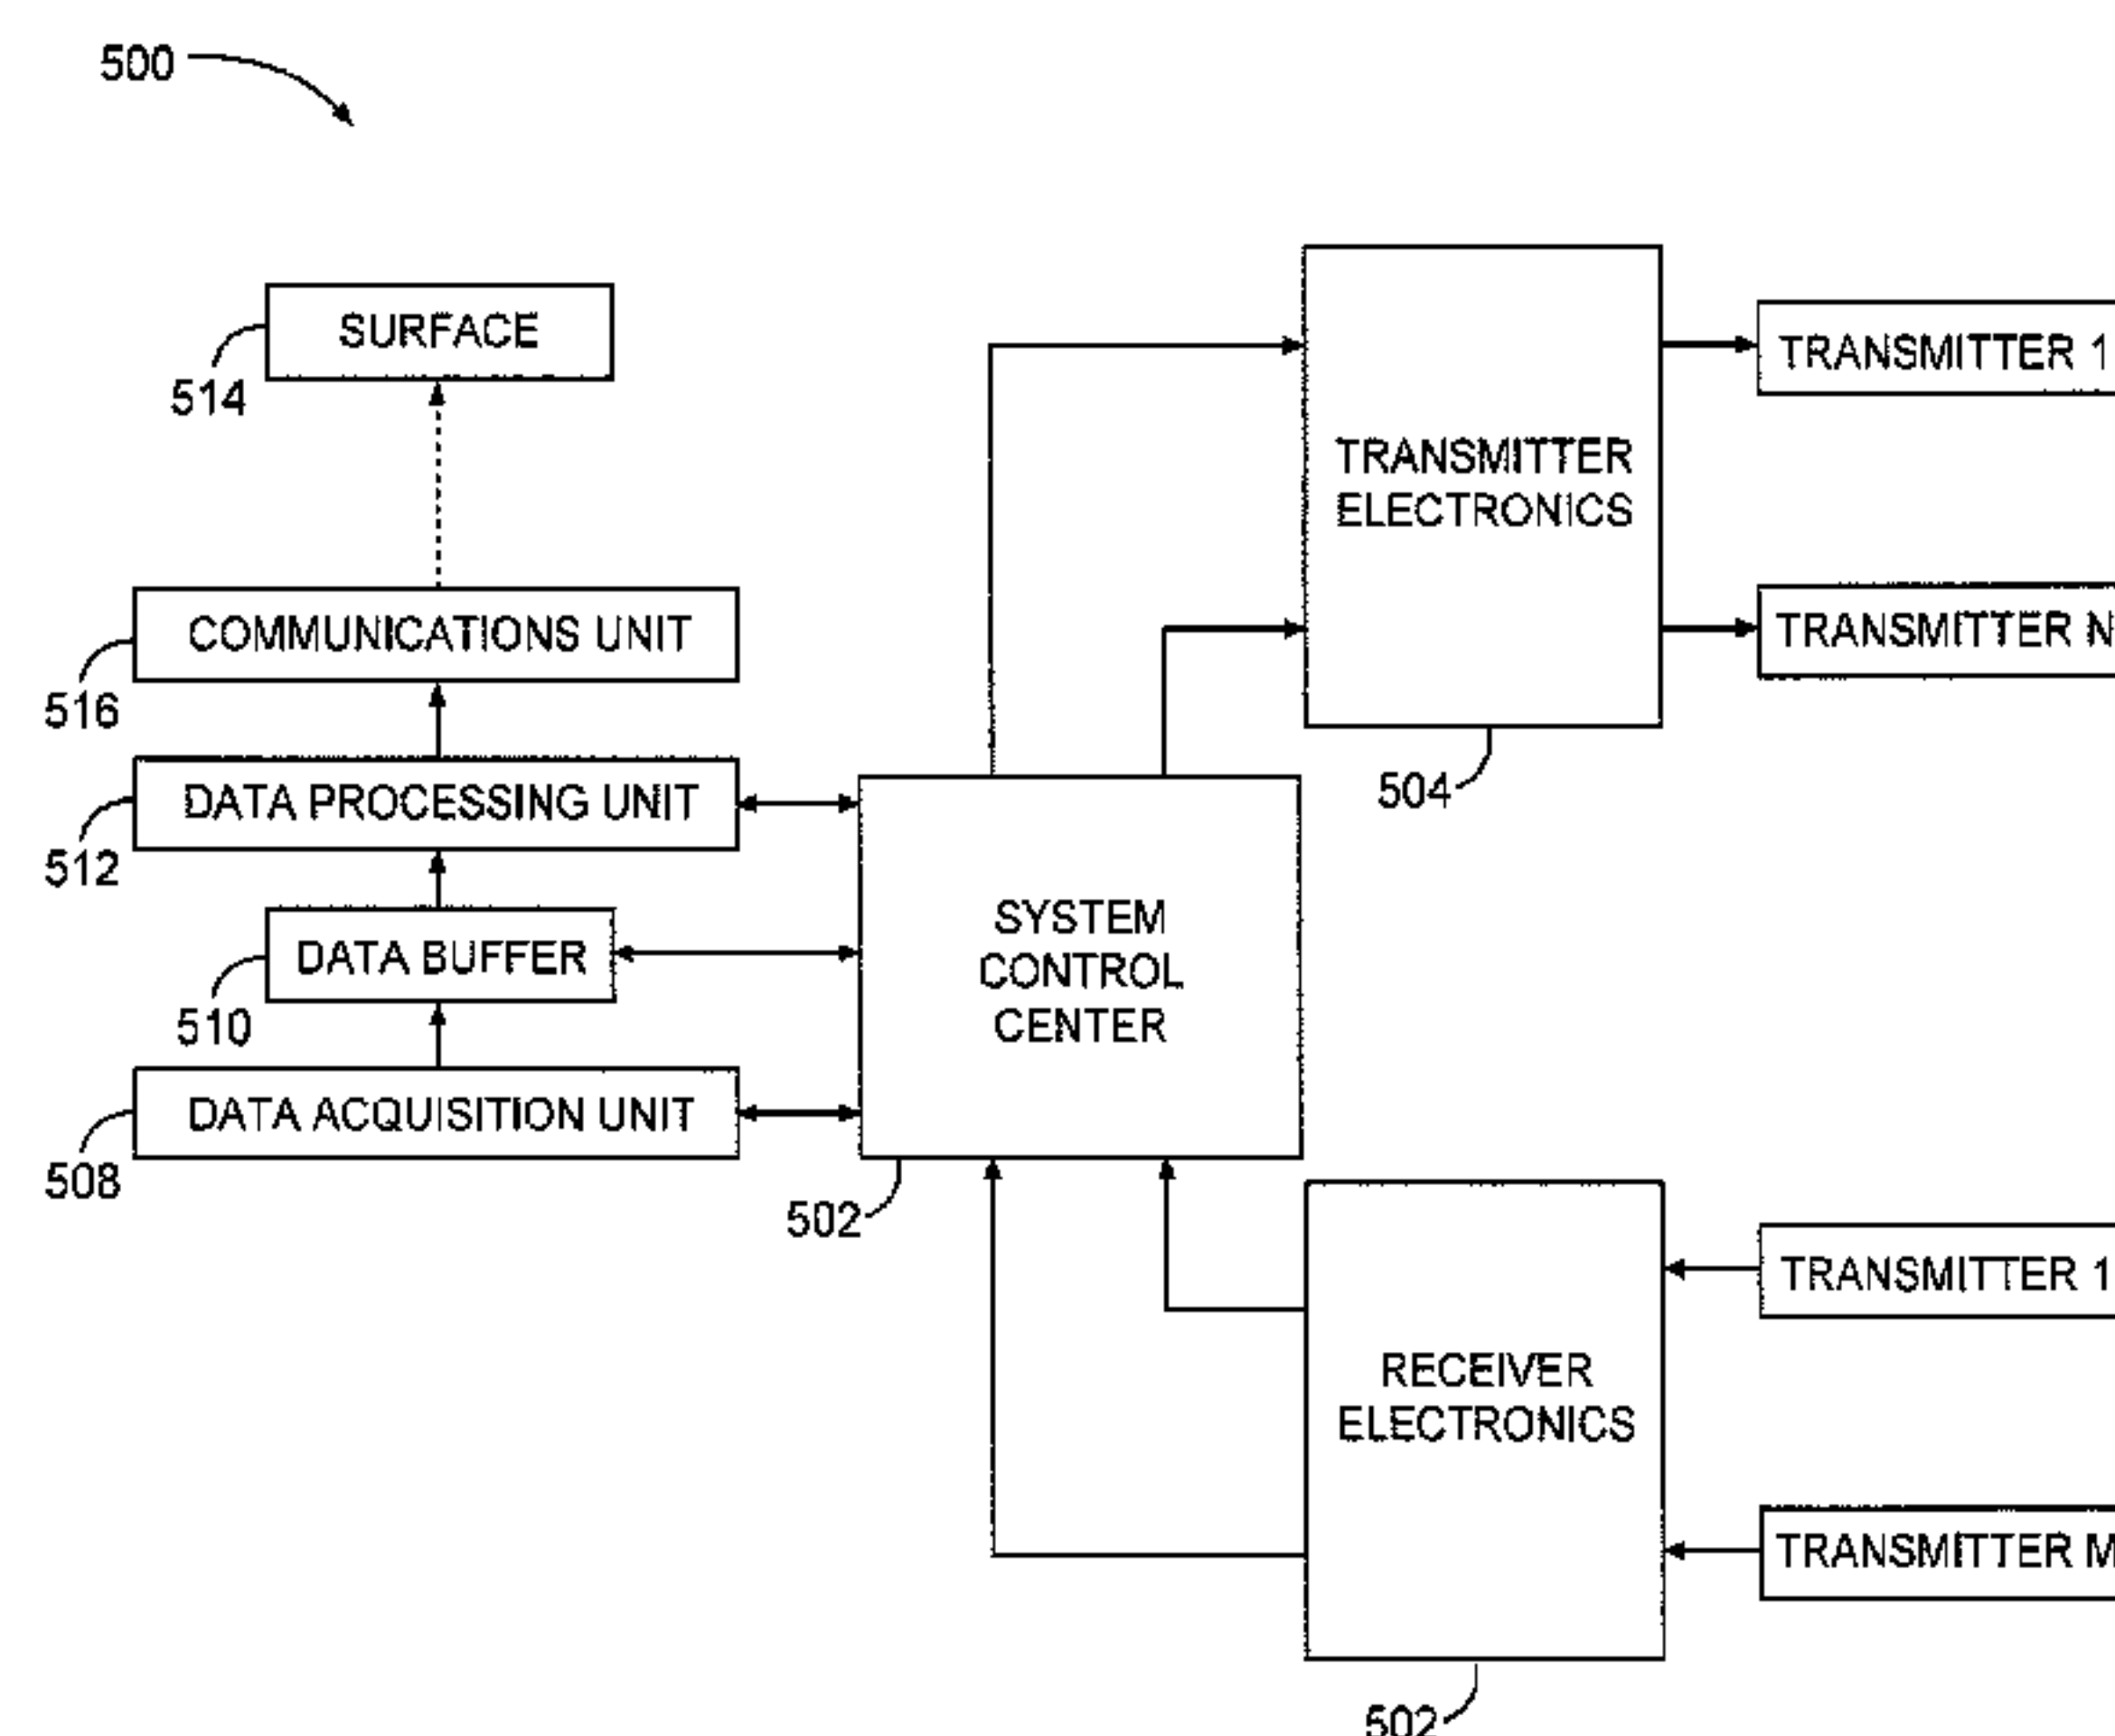 500
SURFACE
514
TRANSMITTER 1
TRANSMITTER
ELECTRONICS
COMMUNICATIONS UNIT
516
TRANSMITTER N
504
DATA PROCESSING UNIT
512
DATA BUFFER
510
SYSTEM
CONTROL
CENTER
DATA ACQUISITION UNIT
508
502
TRANSMITTER 1
RECEIVER
ELECTRONICS
TRANSMITTER M
502